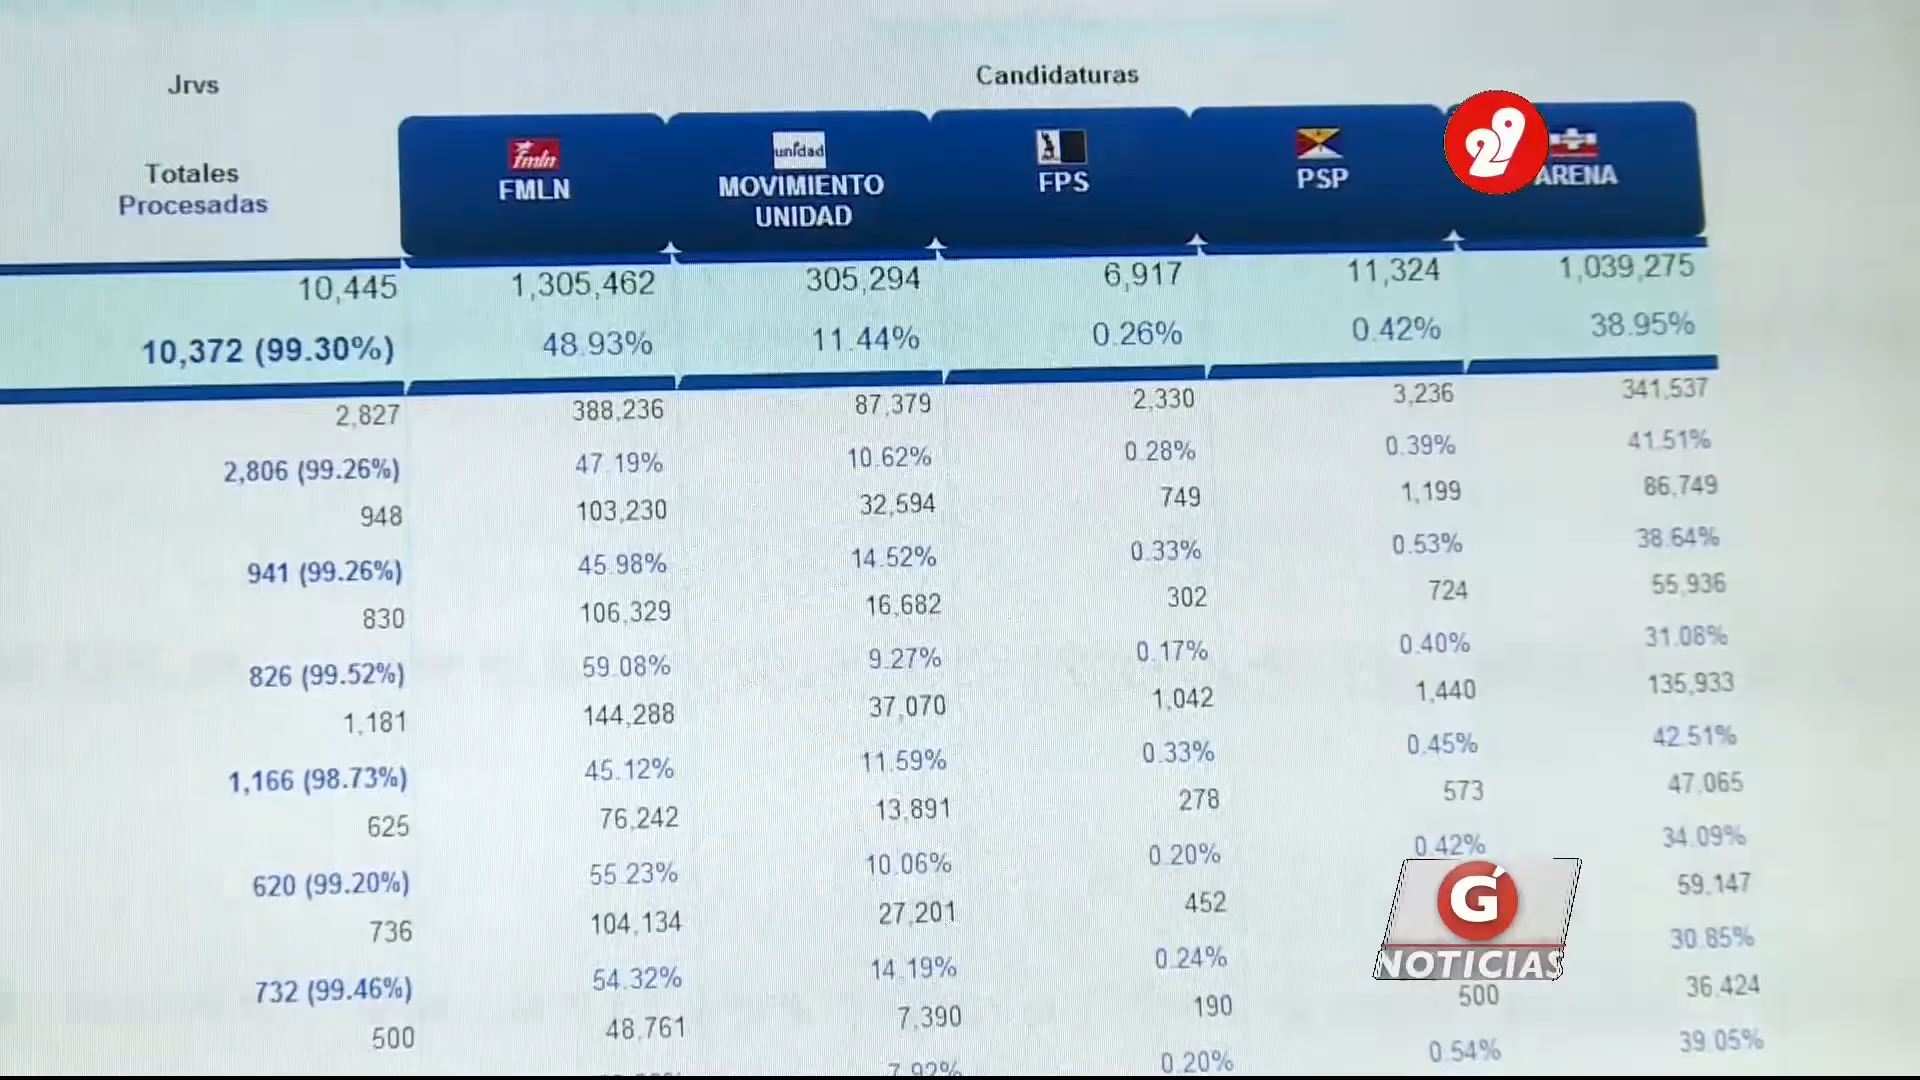 Jrvs
Candidaturas
Totales
Procesadas
fmln
FMLN
unidad
MOVIMIENTO
UNIDAD
FPS
PSP
29
ARENA
10,445 1,305,462 305,294 6,917 11,324 1,039,275
10,372 (99.30%) 48.93% 11.44% 0.26% 0.42% 38.95%
2,827 388,236 87,379 2,330 3,236 341,537
2,806 (99.26%) 47.19% 10.62% 0.28% 0.39% 41.51%
948 103,230 32,594 749 1,199 86,749
941 (99.26%) 45.98% 14.52% 0.33% 0.53% 38.64%
830 106,329 16,682 302 724 55,936
826 (99.52%) 59.08% 9.27% 0.17% 0.40% 31.08%
1,181 144,288 37,070 1,042 1,440 135,933
1,166 (98.73%) 45.12% 11.59% 0.33% 0.45% 42.51%
625 76,242 13,891 278 573 47,065
620 (99.20%) 55.23% 10.06% 0.20% 0.42% 34.09%
736 104,134 27,201 452 59,147
732 (99.46%) 54.32% 14.19% 0.24% 30.85%
500 48,761 7,390 190 500 36,424
7.92% 0.20% 0.54% 39.05%
G
NOTICIAS